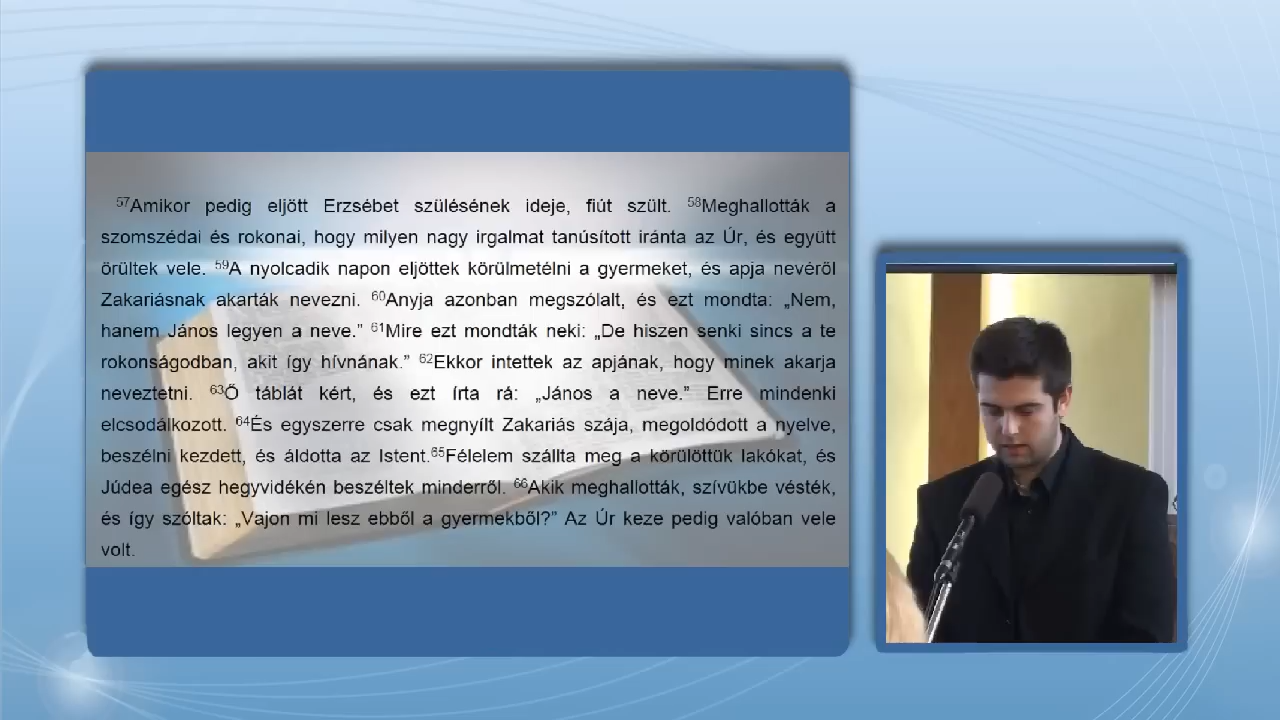 ⁵⁷Amikor pedig eljött Erzsébet szülésének ideje, fiút szült. ⁵⁸Meghallották a
szomszédai és rokonai, hogy milyen nagy irgalmat tanúsított iránta az Úr, és együtt
örültek vele. ⁵⁹A nyolcadik napon eljöttek körülmetélni a gyermeket, és apja nevéről
Zakariásnak akarták nevezni. ⁶⁰Anyja azonban megszólalt, és ezt mondta: „Nem,
hanem János legyen a neve.” ⁶¹Mire ezt mondták neki: „De hiszen senki sincs a te
rokonságodban, akit így hívnának.” ⁶²Ekkor intettek az apjának, hogy minek akarja
neveztetni. ⁶³Ő táblát kért, és ezt írta rá: „János a neve.” Erre mindenki
elcsodálkozott. ⁶⁴És egyszerre csak megnyílt Zakariás szája, megoldódott a nyelve,
beszélni kezdett, és áldotta az Istent.⁶⁵Félelem szállta meg a körülöttük lakókat, és
Júdea egész hegyvidékén beszéltek minderről. ⁶⁶Akik meghallották, szívükbe vésték,
és így szóltak: „Vajon mi lesz ebből a gyermekből?” Az Úr keze pedig valóban vele
volt.